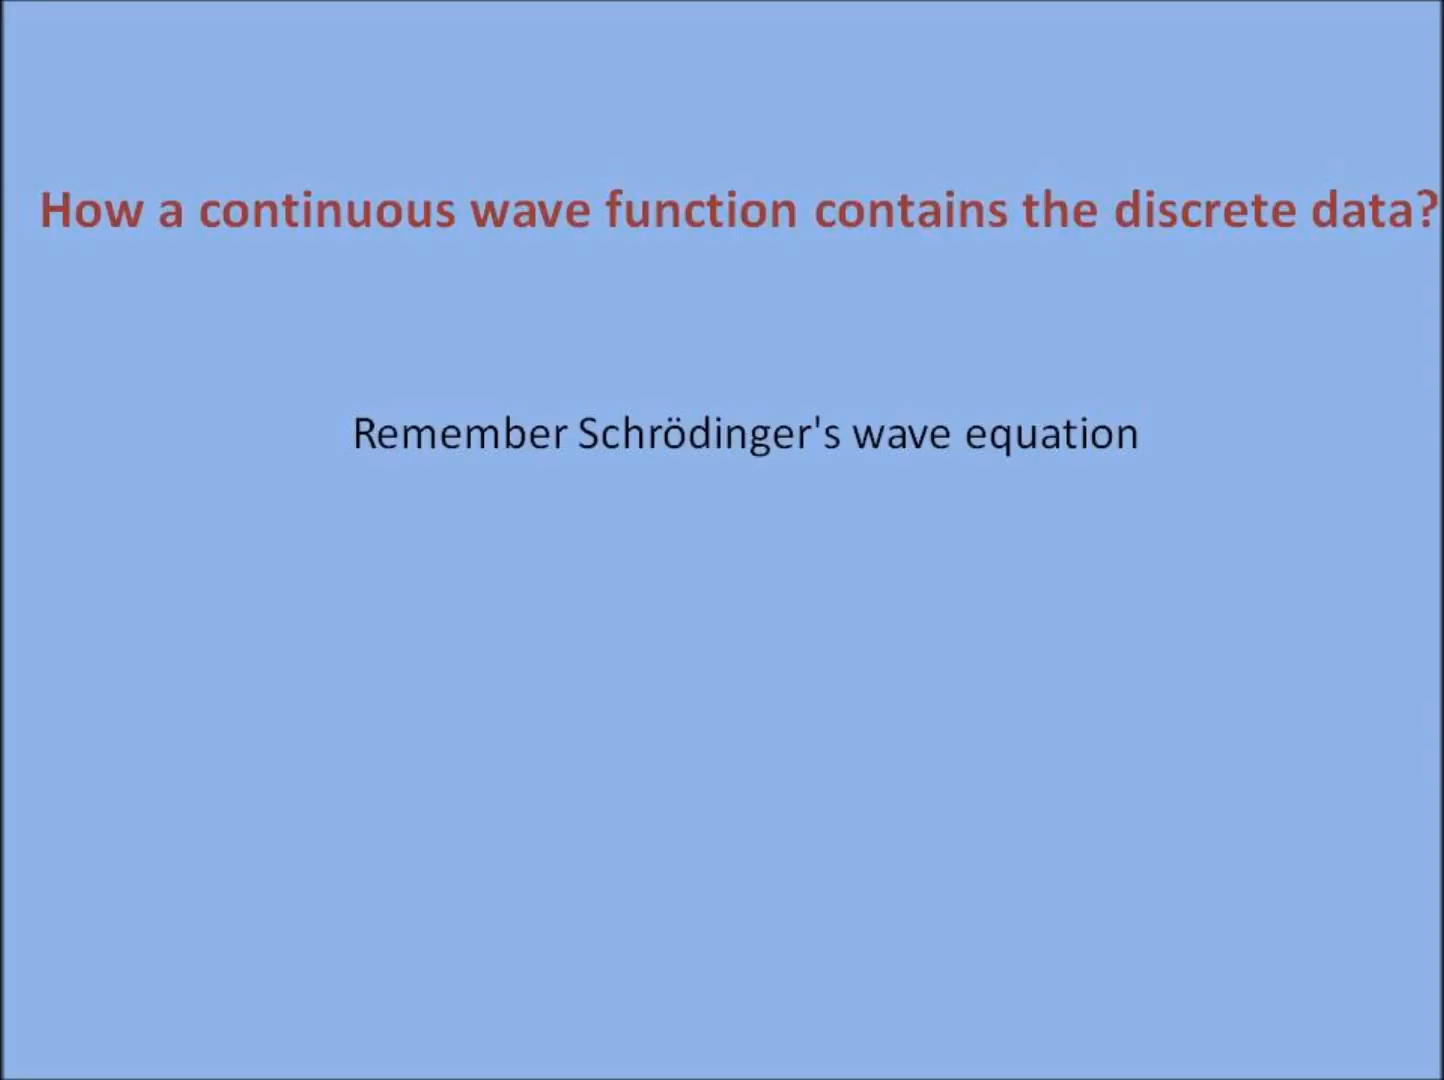 How a continuous wave function contains the discrete data?
Remember Schrödinger's wave equation